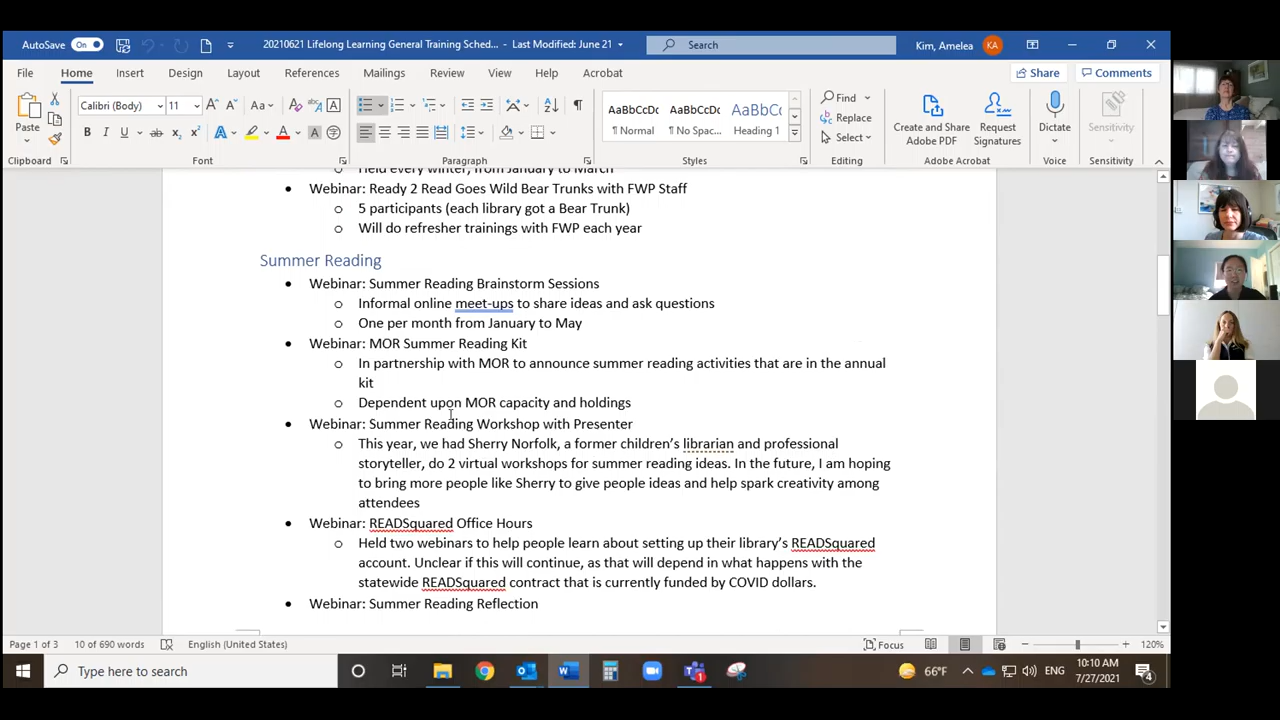 AutoSave On 20210621 Lifelong Learning General Training Sched... - Last Modified: June 21 Search Kim, Amelea KA
File Home Insert Design Layout References Mailings Review View Help Acrobat Share Comments
Calibri (Body) 11 A A Aa A AaBbCcDc AaBbCcDc AaBbCc Find
Paste B I U ab x₂ x² A A A Normal No Spac... Heading 1 Replace Select Create and Share Adobe PDF Request Signatures Dictate Sensitivity
Clipboard Font Paragraph Styles Editing Adobe Acrobat Voice Sensitivity
Held every winter, from January to March
Webinar: Ready 2 Read Goes Wild Bear Trunks with FWP Staff
5 participants (each library got a Bear Trunk)
Will do refresher trainings with FWP each year
Summer Reading
Webinar: Summer Reading Brainstorm Sessions
Informal online meet-ups to share ideas and ask questions
One per month from January to May
Webinar: MOR Summer Reading Kit
In partnership with MOR to announce summer reading activities that are in the annual
kit
Dependent upon MOR capacity and holdings
Webinar: Summer Reading Workshop with Presenter
This year, we had Sherry Norfolk, a former children's librarian and professional
storyteller, do 2 virtual workshops for summer reading ideas. In the future, I am hoping
to bring more people like Sherry to give people ideas and help spark creativity among
attendees
Webinar: READSquared Office Hours
Held two webinars to help people learn about setting up their library's READSquared
account. Unclear if this will continue, as that will depend in what happens with the
statewide READSquared contract that is currently funded by COVID dollars.
Webinar: Summer Reading Reflection
Page 1 of 3 10 of 690 words English (United States) Focus 120%
Type here to search 66°F ENG 10:10 AM
7/27/2021 4